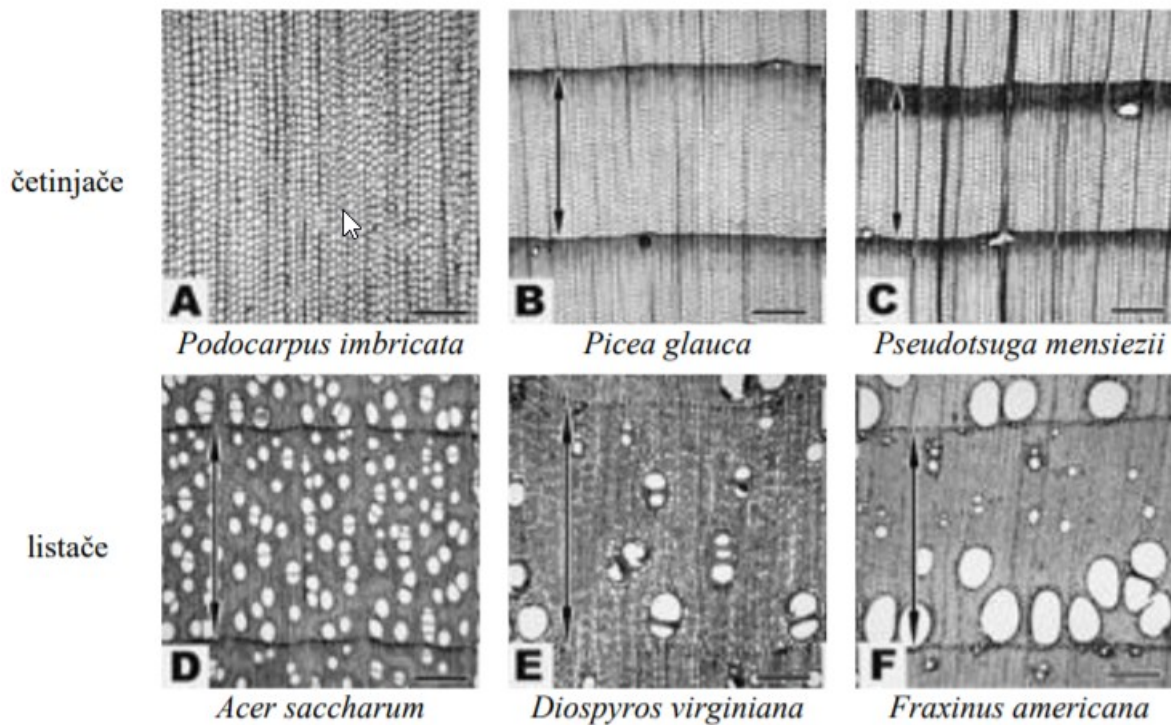 četinjače
A
B
C
Podocarpus imbricata
Picea glauca
Pseudotsuga mensiezii
listače
D
E
F
Acer saccharum
Diospyros virginiana
Fraxinus americana